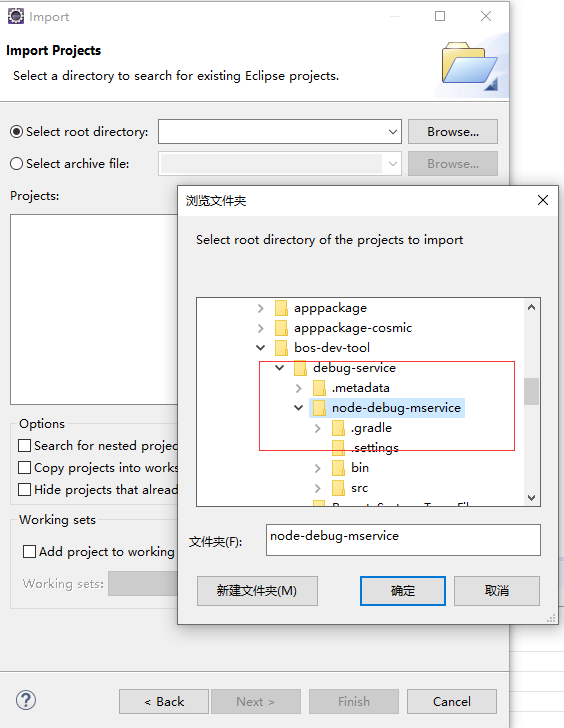 Import
Import Projects
Select a directory to search for existing Eclipse projects.
Select root directory:
Browse...
Select archive file:
Browse...
Projects:
浏览文件夹
Select root directory of the projects to import
apppackage
apppackage-cosmic
bos-dev-tool
debug-service
.metadata
node-debug-mservice
.gradle
.settings
bin
src
文件夹(F):
node-debug-mservice
新建文件夹(M)
确定
取消
Options
Search for nested projec
Copy projects into works
Hide projects that alread
Working sets
Add project to working
Working sets:
?
< Back
Next >
Finish
Cancel